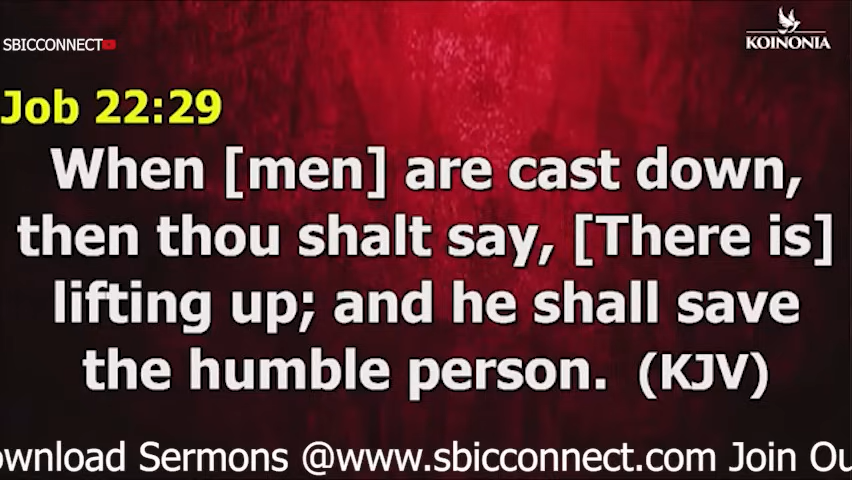 SBICCONNECT
KOINONIA
Job 22:29
When [men] are cast down,
then thou shalt say, [There is]
lifting up; and he shall save
the humble person. (KJV)
ownload Sermons @www.sbicconnect.com Join Ou